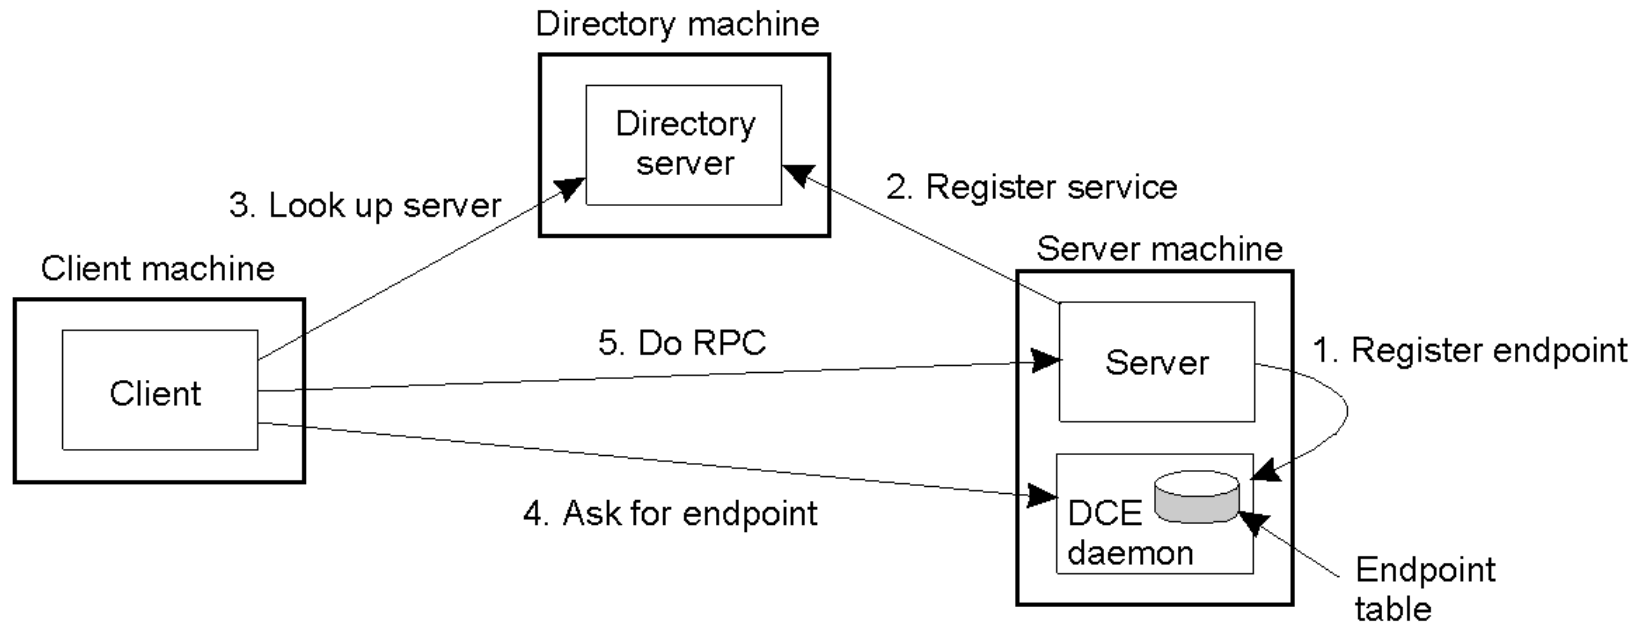 Directory machine
Directory
server
3. Look up server
2. Register service
Client machine
Server machine
5. Do RPC
1. Register endpoint
Client
Server
4. Ask for endpoint
DCE
daemon
Endpoint
table